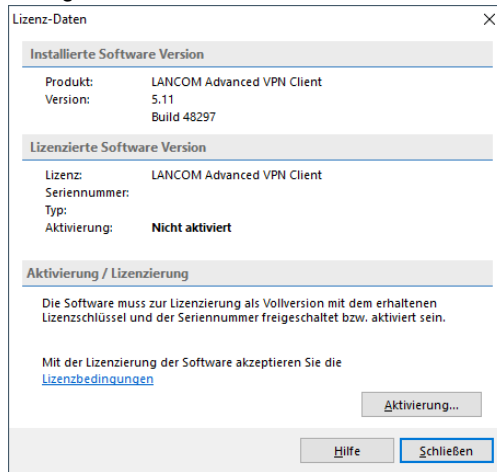 Lizenz-Daten
Installierte Software Version
Produkt: LANCOM Advanced VPN Client
Version: 5.11
Build 48297
Lizenzierte Software Version
Lizenz: LANCOM Advanced VPN Client
Seriennummer:
Typ:
Aktivierung: Nicht aktiviert
Aktivierung / Lizenzierung
Die Software muss zur Lizenzierung als Vollversion mit dem erhaltenen
Lizenzschlüssel und der Seriennummer freigeschaltet bzw. aktiviert sein.
Mit der Lizenzierung der Software akzeptieren Sie die
Lizenzbedingungen
Aktivierung...
Hilfe Schließen